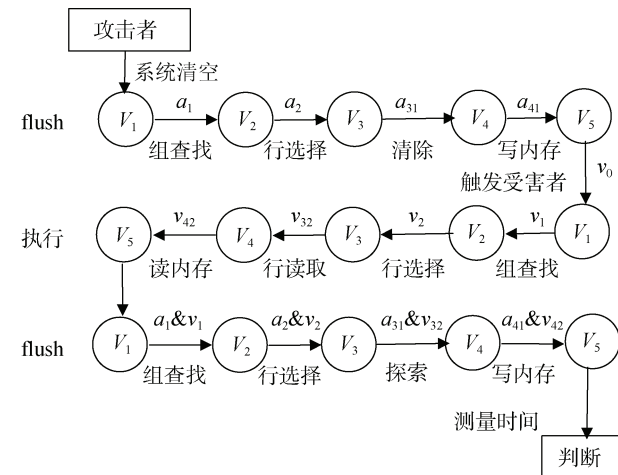 攻击者
系统清空
a₁ a₂ a₃₁ a₄₁
flush V₁ V₂ V₃ V₄ V₅
组查找 行选择 清除 写内存
触发受害者 v₀
v₄₂ v₃₂ v₂ v₁
执行 V₅ V₄ V₃ V₂ V₁
读内存 行读取 行选择 组查找
a₁&v₁ a₂&v₂ a₃₁&v₃₂ a₄₁&v₄₂
flush V₁ V₂ V₃ V₄ V₅
组查找 行选择 探索 写内存
测量时间
判断